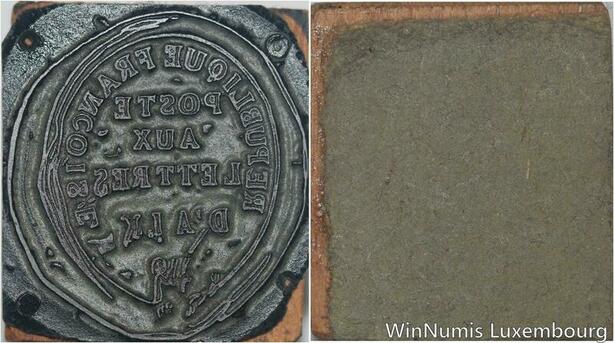 REPUBLIQUE FRANCOISE
POSTE
AUX
LETTRES
WinNumis Luxembourg